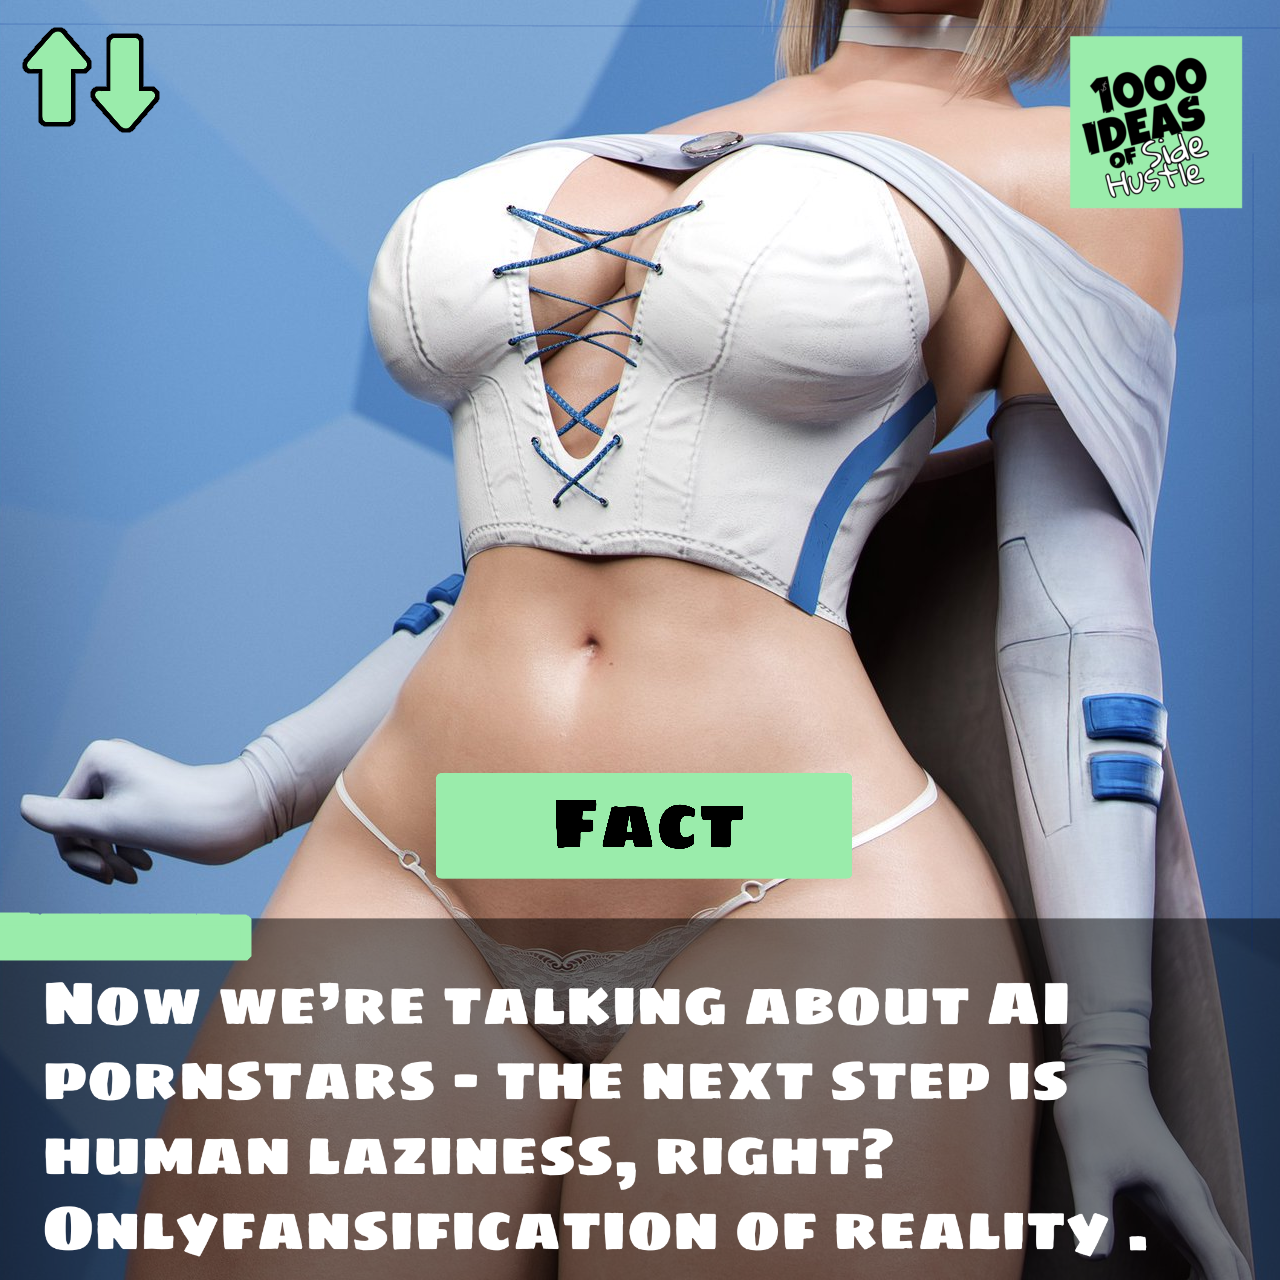 1000
IDEAS
OF Side
Hustle
Fact
Now we're talking about AI
pornstars - the next step is
human laziness, right?
Onlyfansification of reality .